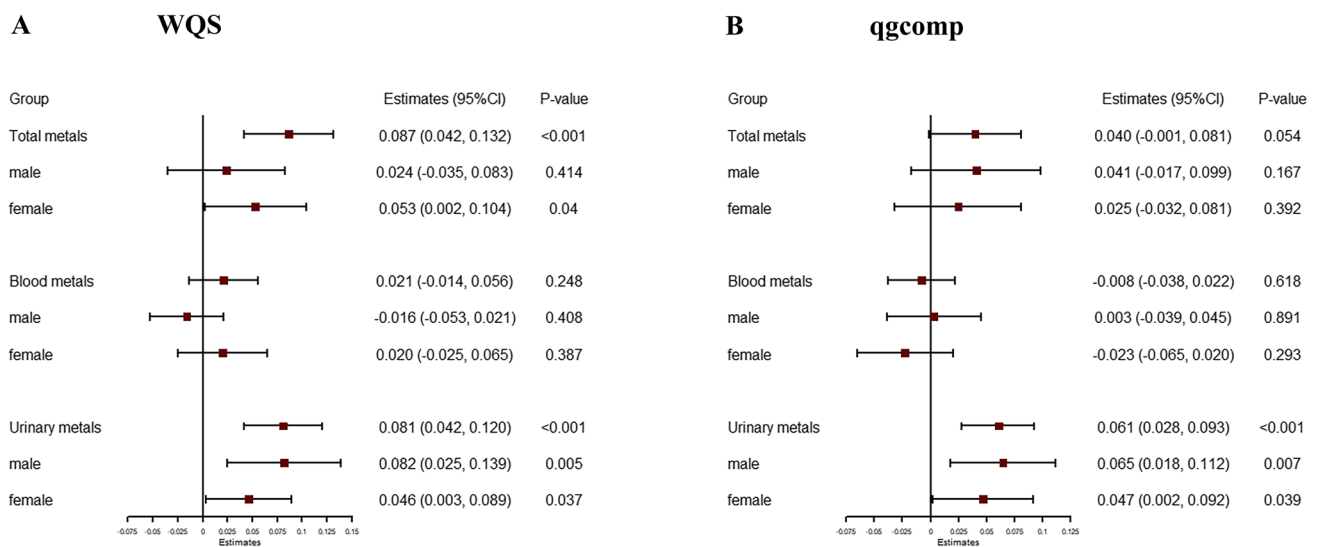 A WQS
Group Estimates (95%CI) P-value
Total metals 0.087 (0.042, 0.132) <0.001
male 0.024 (-0.035, 0.083) 0.414
female 0.053 (0.002, 0.104) 0.04
Blood metals 0.021 (-0.014, 0.056) 0.248
male -0.016 (-0.053, 0.021) 0.408
female 0.020 (-0.025, 0.065) 0.387
Urinary metals 0.081 (0.042, 0.120) <0.001
male 0.082 (0.025, 0.139) 0.005
female 0.046 (0.003, 0.089) 0.037
-0.075 -0.05 -0.025 0 0.025 0.05 0.075 0.1 0.125 0.15
Estimates
B qgcomp
Group Estimates (95%CI) P-value
Total metals 0.040 (-0.001, 0.081) 0.054
male 0.041 (-0.017, 0.099) 0.167
female 0.025 (-0.032, 0.081) 0.392
Blood metals -0.008 (-0.038, 0.022) 0.618
male 0.003 (-0.039, 0.045) 0.891
female -0.023 (-0.065, 0.020) 0.293
Urinary metals 0.061 (0.028, 0.093) <0.001
male 0.065 (0.018, 0.112) 0.007
female 0.047 (0.002, 0.092) 0.039
-0.075 -0.05 -0.025 0 0.025 0.05 0.075 0.1 0.125
Estimates